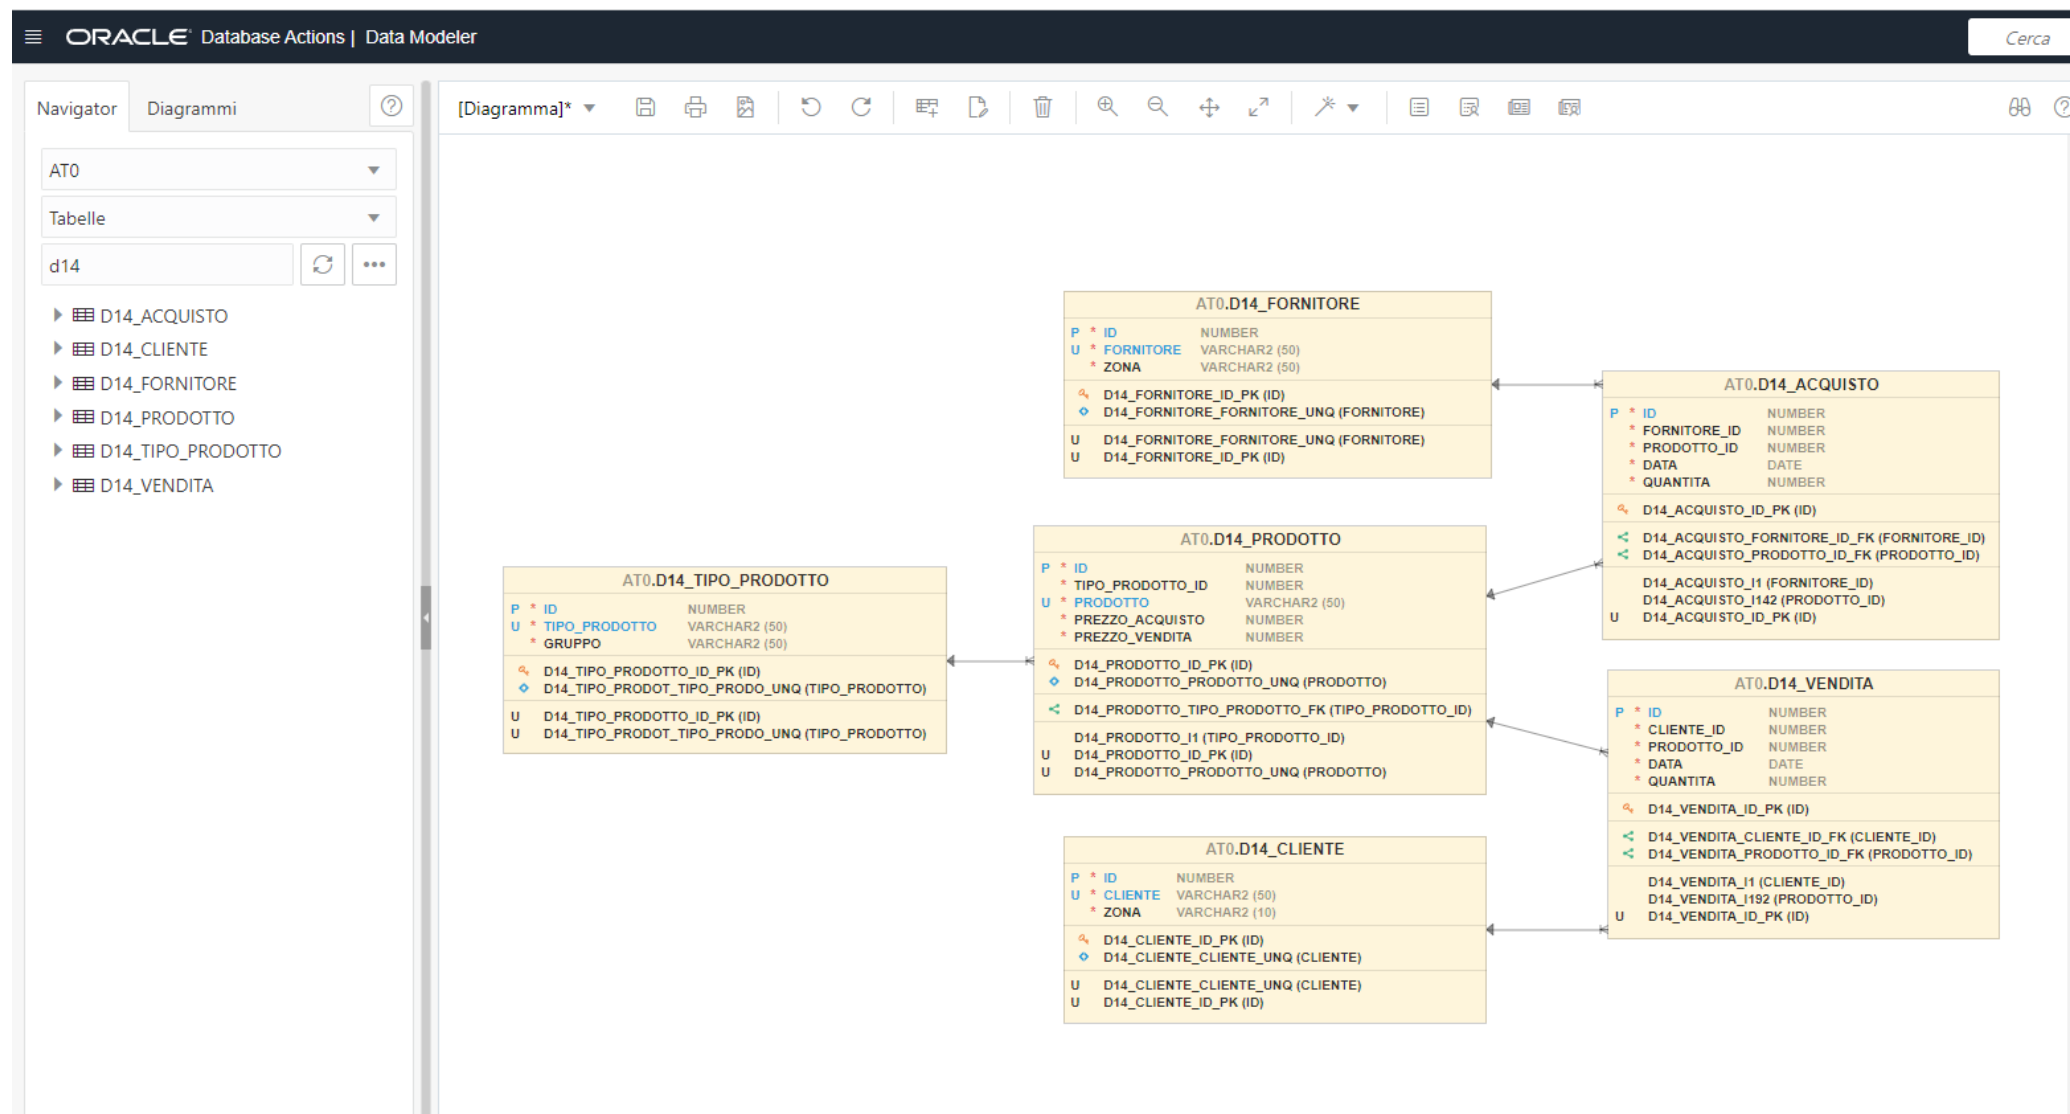 ORACLE Database Actions | Data Modeler
Cerca
Navigator
Diagrammi
[Diagramma]*
AT0
Tabelle
d14
D14_ACQUISTO
D14_CLIENTE
D14_FORNITORE
D14_PRODOTTO
D14_TIPO_PRODOTTO
D14_VENDITA
AT0.D14_FORNITORE
P * ID NUMBER
U * FORNITORE VARCHAR2 (50)
* ZONA VARCHAR2 (50)
D14_FORNITORE_ID_PK (ID)
D14_FORNITORE_FORNITORE_UNQ (FORNITORE)
U D14_FORNITORE_FORNITORE_UNQ (FORNITORE)
U D14_FORNITORE_ID_PK (ID)
AT0.D14_ACQUISTO
P * ID NUMBER
* FORNITORE_ID NUMBER
* PRODOTTO_ID NUMBER
* DATA DATE
* QUANTITA NUMBER
D14_ACQUISTO_ID_PK (ID)
D14_ACQUISTO_FORNITORE_ID_FK (FORNITORE_ID)
D14_ACQUISTO_PRODOTTO_ID_FK (PRODOTTO_ID)
D14_ACQUISTO_I1 (FORNITORE_ID)
D14_ACQUISTO_I142 (PRODOTTO_ID)
U D14_ACQUISTO_ID_PK (ID)
AT0.D14_TIPO_PRODOTTO
P * ID NUMBER
U * TIPO_PRODOTTO VARCHAR2 (50)
* GRUPPO VARCHAR2 (50)
D14_TIPO_PRODOTTO_ID_PK (ID)
D14_TIPO_PRODOT_TIPO_PRODO_UNQ (TIPO_PRODOTTO)
U D14_TIPO_PRODOTTO_ID_PK (ID)
U D14_TIPO_PRODOT_TIPO_PRODO_UNQ (TIPO_PRODOTTO)
AT0.D14_PRODOTTO
P * ID NUMBER
* TIPO_PRODOTTO_ID NUMBER
U * PRODOTTO VARCHAR2 (50)
* PREZZO_ACQUISTO NUMBER
* PREZZO_VENDITA NUMBER
D14_PRODOTTO_ID_PK (ID)
D14_PRODOTTO_PRODOTTO_UNQ (PRODOTTO)
D14_PRODOTTO_TIPO_PRODOTTO_FK (TIPO_PRODOTTO_ID)
D14_PRODOTTO_I1 (TIPO_PRODOTTO_ID)
U D14_PRODOTTO_ID_PK (ID)
U D14_PRODOTTO_PRODOTTO_UNQ (PRODOTTO)
AT0.D14_VENDITA
P * ID NUMBER
* CLIENTE_ID NUMBER
* PRODOTTO_ID NUMBER
* DATA DATE
* QUANTITA NUMBER
D14_VENDITA_ID_PK (ID)
D14_VENDITA_CLIENTE_ID_FK (CLIENTE_ID)
D14_VENDITA_PRODOTTO_ID_FK (PRODOTTO_ID)
D14_VENDITA_I1 (CLIENTE_ID)
D14_VENDITA_I192 (PRODOTTO_ID)
U D14_VENDITA_ID_PK (ID)
AT0.D14_CLIENTE
P * ID NUMBER
U * CLIENTE VARCHAR2 (50)
* ZONA VARCHAR2 (10)
D14_CLIENTE_ID_PK (ID)
D14_CLIENTE_CLIENTE_UNQ (CLIENTE)
U D14_CLIENTE_CLIENTE_UNQ (CLIENTE)
U D14_CLIENTE_ID_PK (ID)